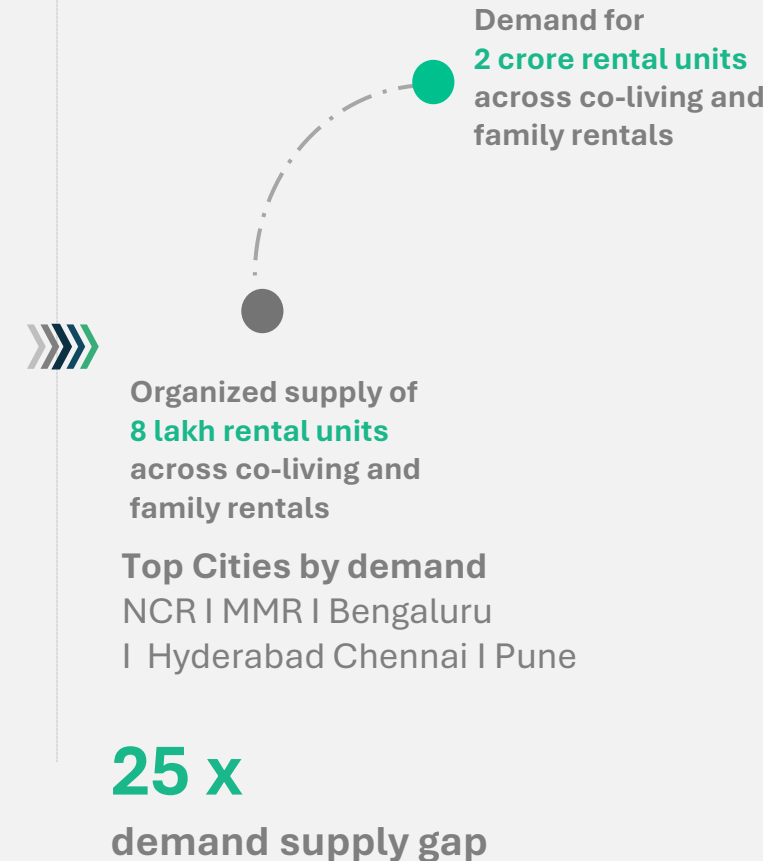 Demand for
2 crore rental units
across co-living and
family rentals
Organized supply of
8 lakh rental units
across co-living and
family rentals
Top Cities by demand
NCR I MMR I Bengaluru
I Hyderabad Chennai I Pune
25 x
demand supply gap